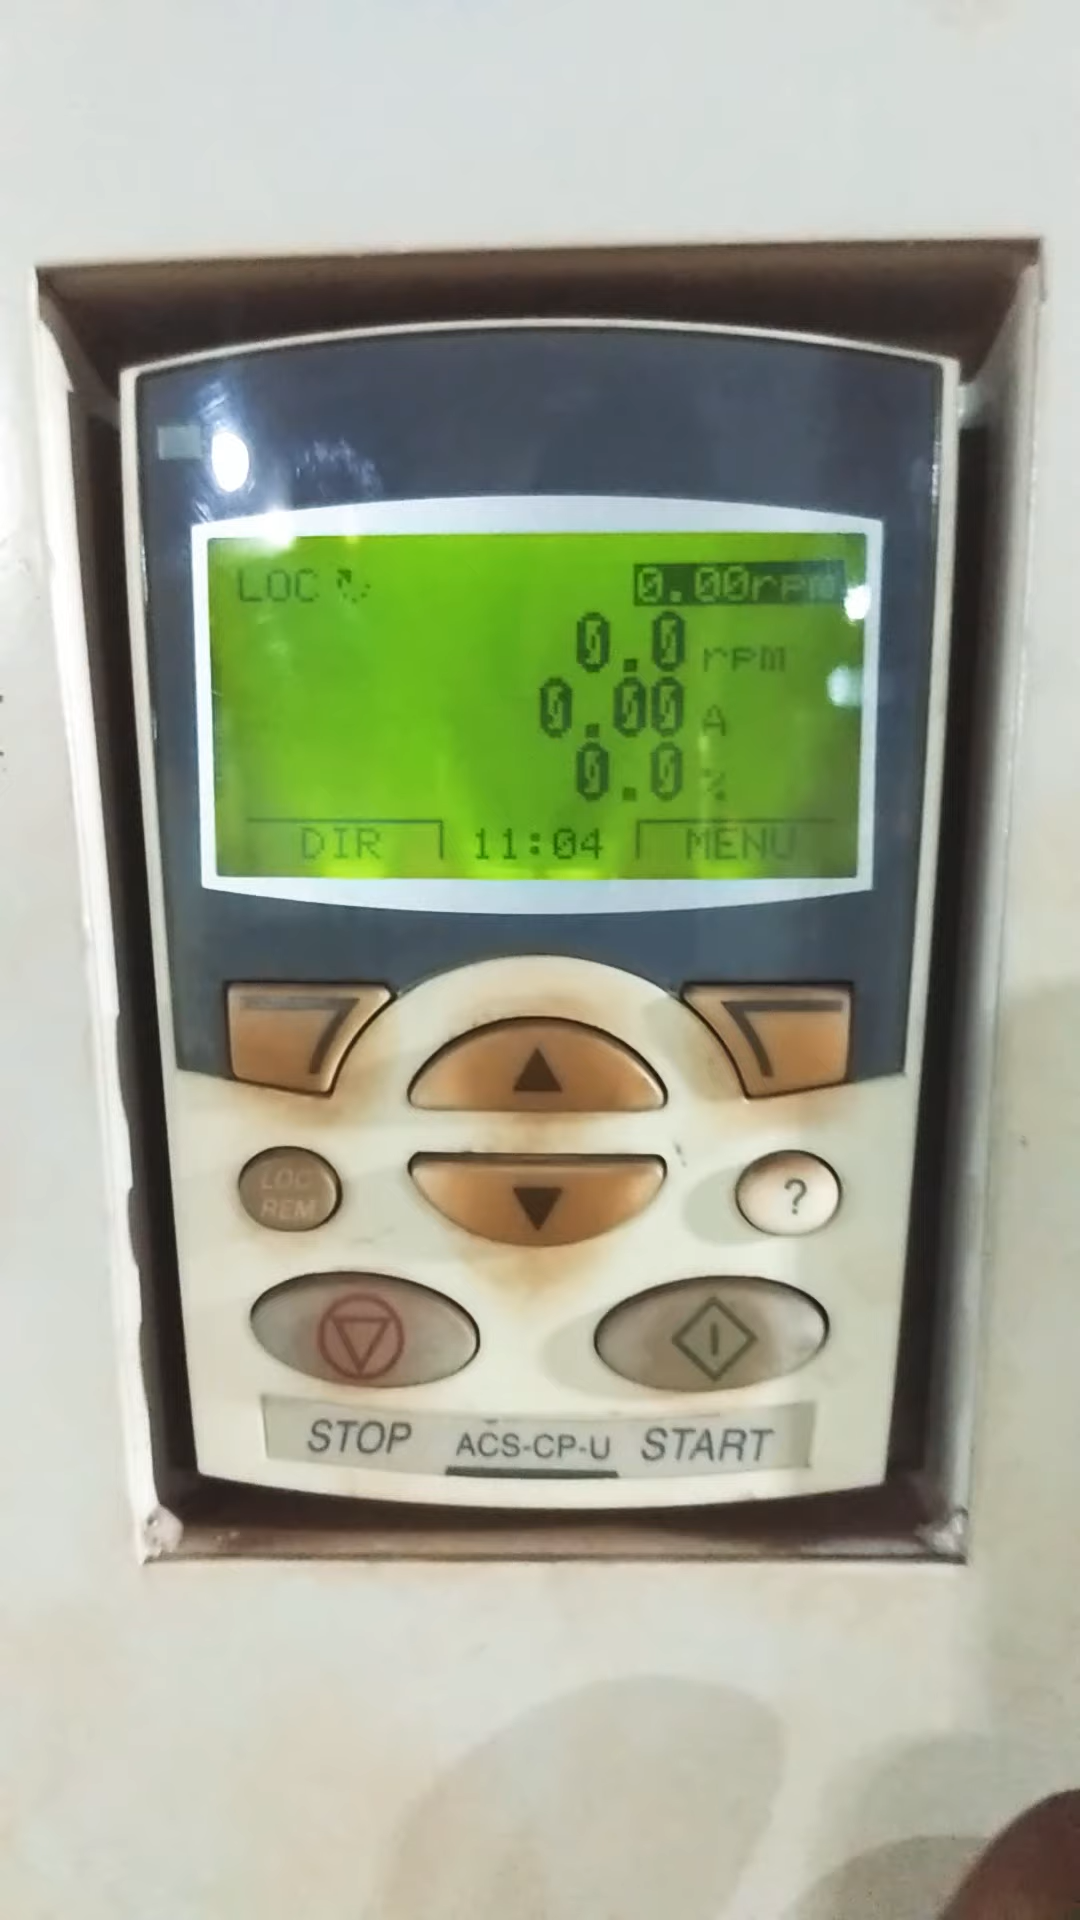 LOC 0.00rpm
0.0 rpm
0.00 A
0.0 %
DIR 11:04 MENU
LOC
REM
?
STOP ACS-CP-U START